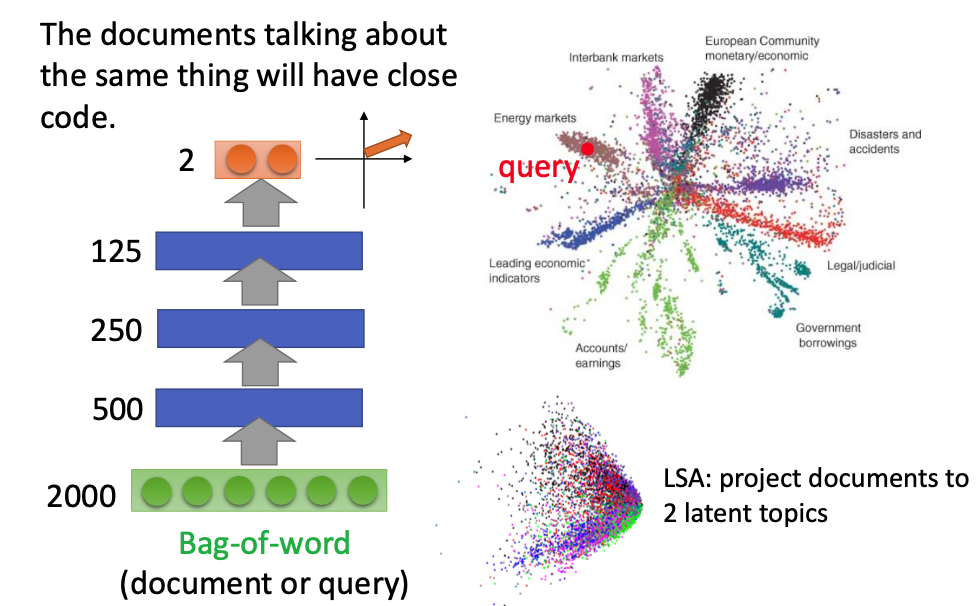 The documents talking about
the same thing will have close
code.
2
125
250
500
2000
Bag-of-word
(document or query)
Interbank markets
European Community
monetary/economic
Energy markets
query
Disasters and
accidents
Leading economic
indicators
Legal/judicial
Government
borrowings
Accounts/
earnings
LSA: project documents to
2 latent topics